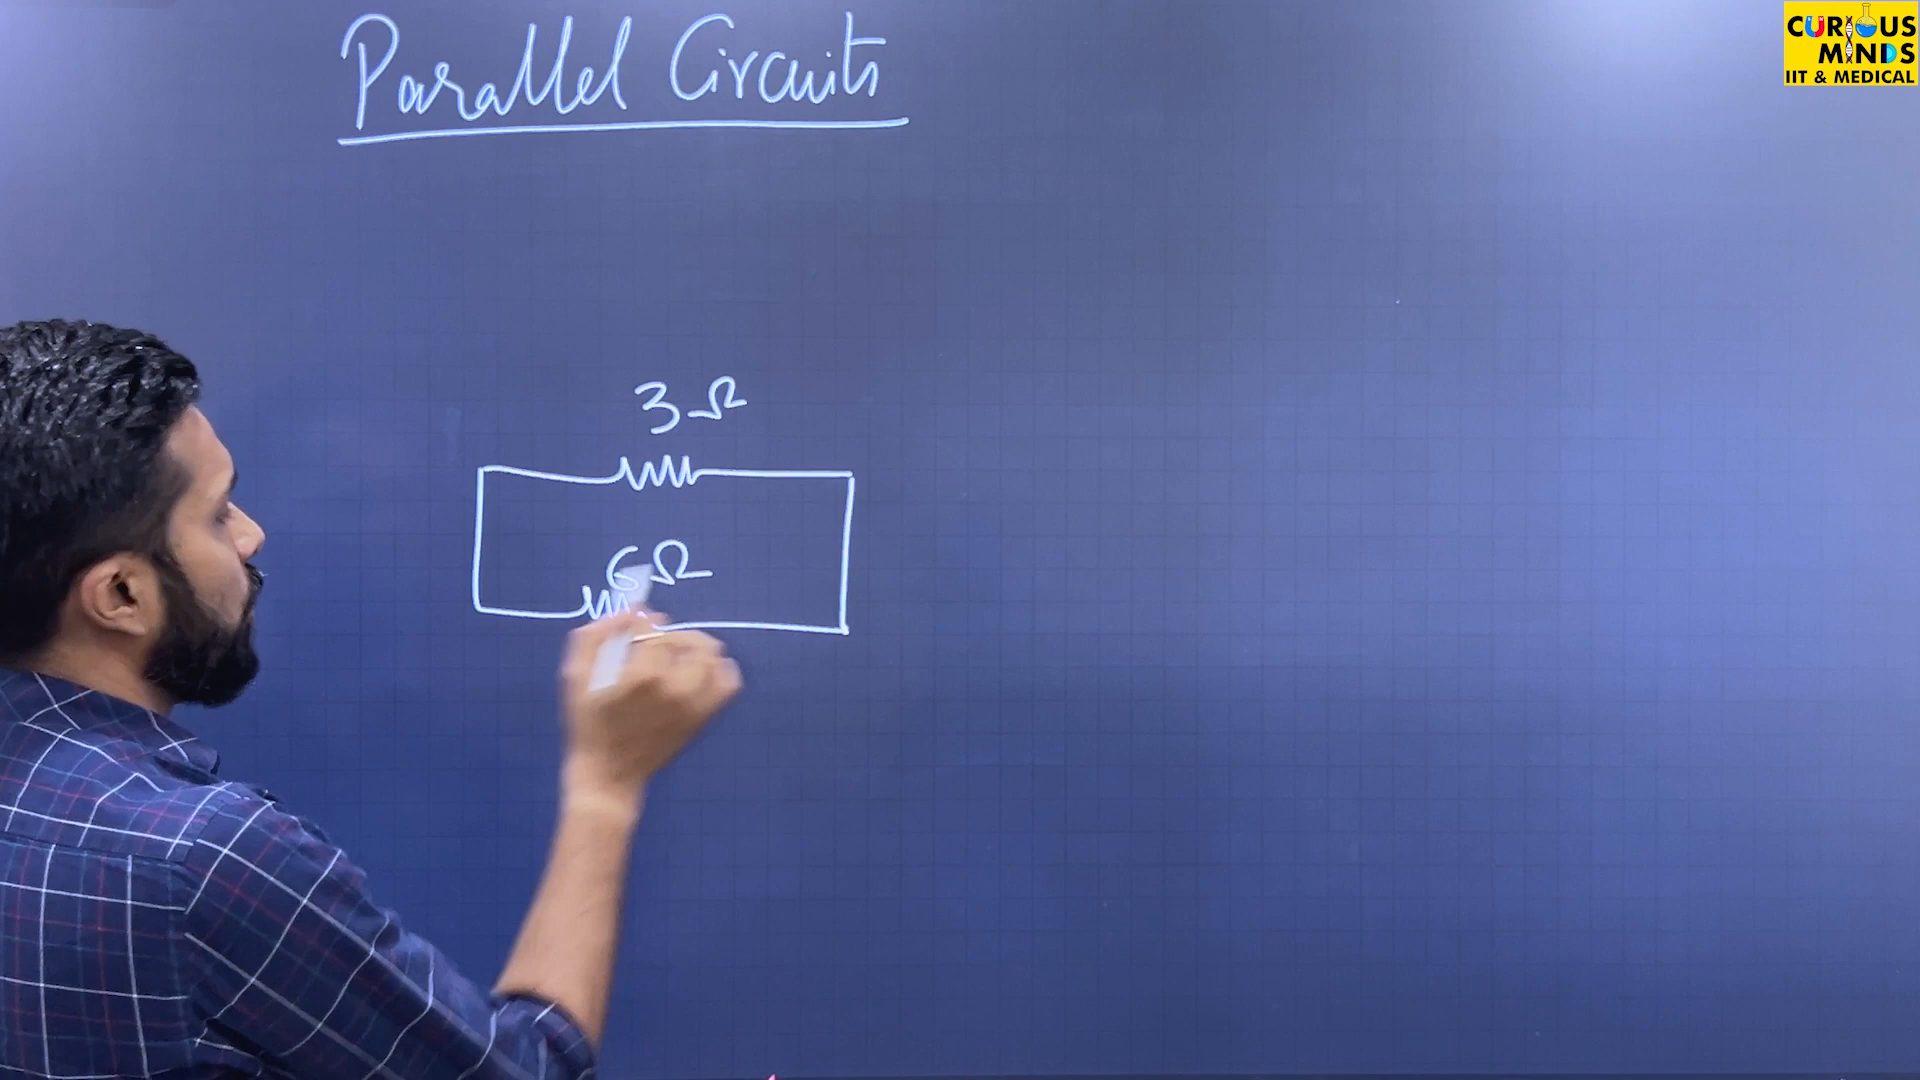 Parallel Circuits
3Ω
6Ω
CURIOUS
MINDS
IIT & MEDICAL